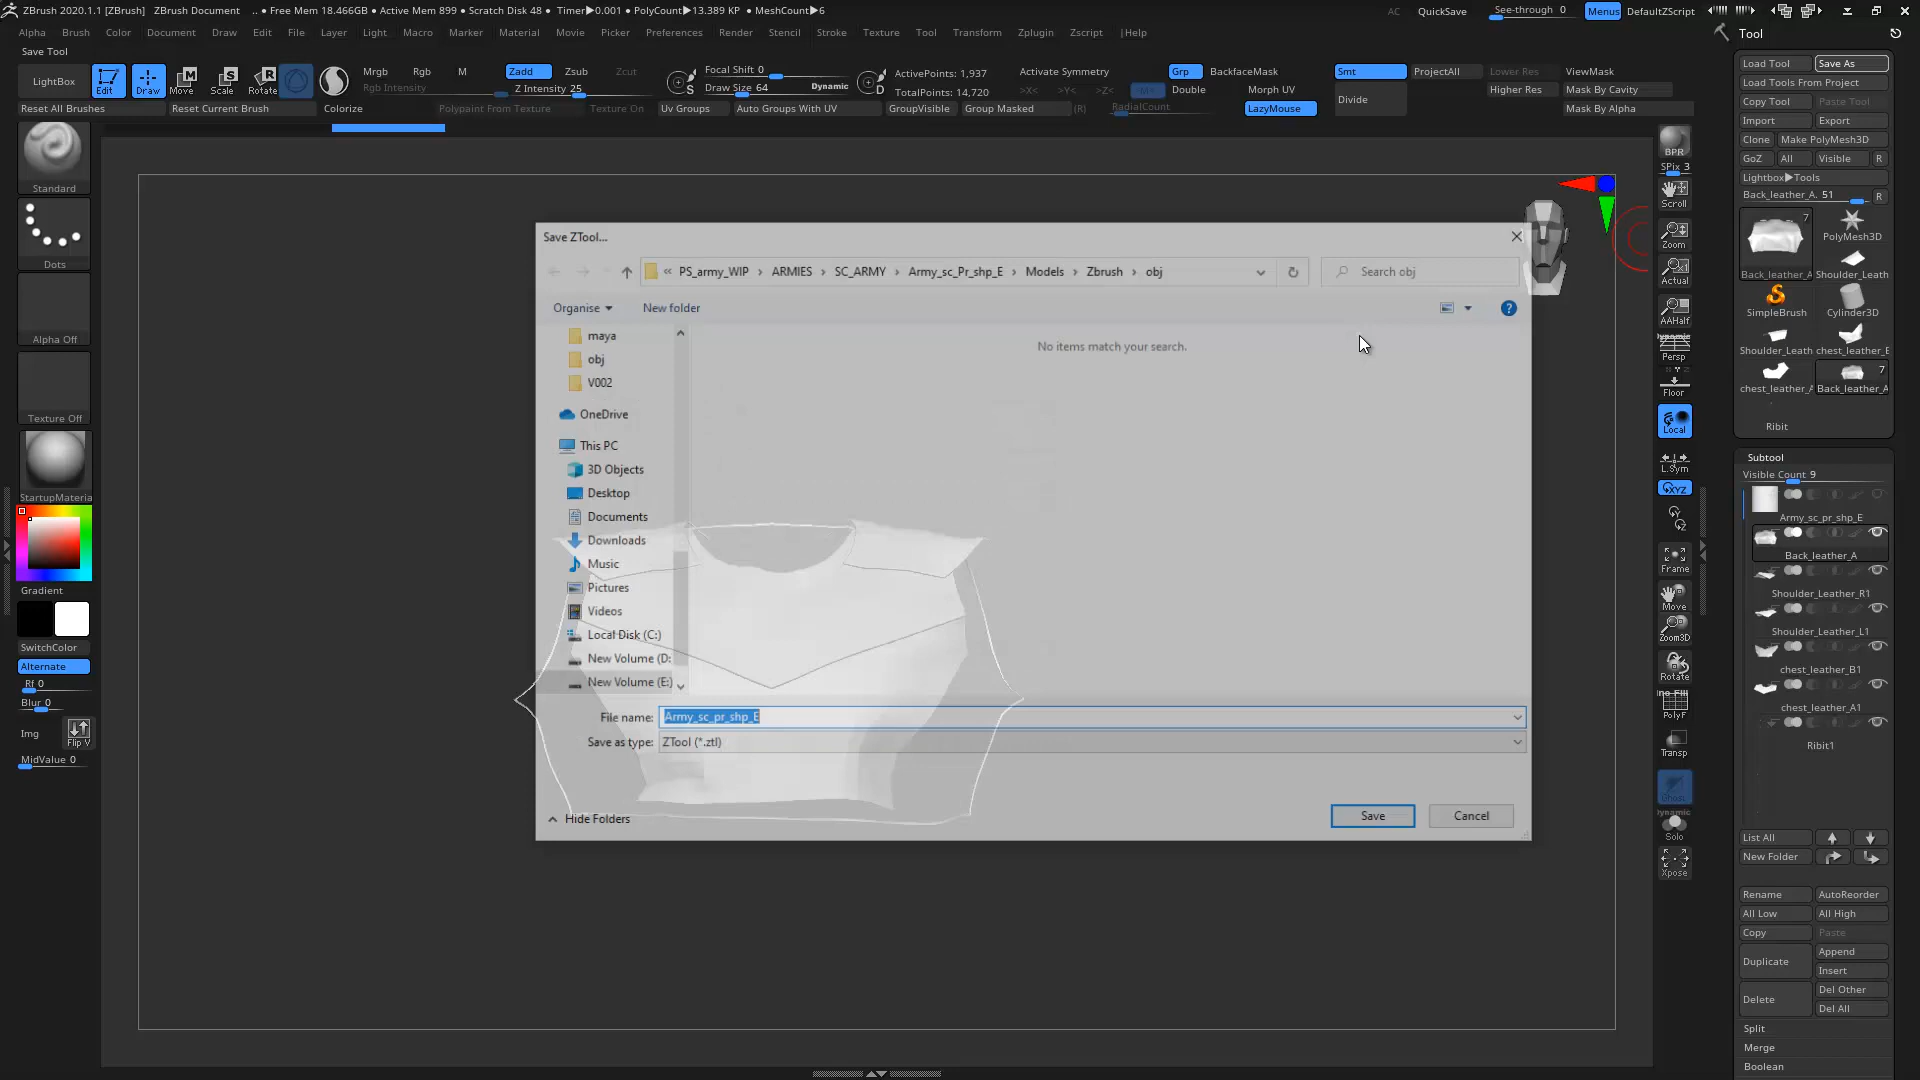 ZBrush 2020.1.1 [ZBrush] ZBrush Document .. • Free Mem 18.466GB • Active Mem 899 • Scratch Disk 48 • Timer▶0.001 • PolyCount▶13.389 KP • MeshCount▶6 AC QuickSave See-through 0 Menus DefaultZScript
Alpha Brush Color Document Draw Edit File Layer Light Macro Marker Material Movie Picker Preferences Render Stencil Stroke Texture Tool Transform Zplugin Zscript Help
Tool
Save Tool
Load Tool Save As
Load Tools From Project
Copy Tool Paste Tool
Import Export
Clone Make PolyMesh3D
GoZ All Visible R
Lightbox▶Tools
Back_leather_A. 51 R
LightBox Edit Draw Move Scale Rotate
Mrgb Rgb M Zadd Zsub Zcut
Rgb Intensity Z Intensity 25
Focal Shift 0
Draw Size 64 Dynamic
S D
ActivePoints: 1,937
TotalPoints: 14,720
Activate Symmetry
>X< >Y< >Z< >M<
RadialCount
(R)
Grp BackfaceMask
Double Morph UV
LazyMouse
Smt ProjectAll Lower Res ViewMask
Divide Higher Res Mask By Cavity
Mask By Alpha
Reset All Brushes Reset Current Brush Colorize Polypaint From Texture Texture On Uv Groups Auto Groups With UV GroupVisible Group Masked
Standard
Dots
Alpha Off
Texture Off
StartupMateria
Gradient
SwitchColor
Alternate
Rf 0
Blur 0
Img Flip V
MidValue 0
Save ZTool...
« PS_army_WIP › ARMIES › SC_ARMY › Army_sc_Pr_shp_E › Models › Zbrush › obj
Search obj
Organise New folder
No items match your search.
maya
obj
V002
OneDrive
This PC
3D Objects
Desktop
Documents
Downloads
Music
Pictures
Videos
Local Disk (C:)
New Volume (D:
New Volume (E:)
File name: Army_sc_pr_shp_E
Save as type: ZTool (*.ztl)
Hide Folders
Save Cancel
BPR
SPix 3
Scroll
Zoom
Actual
AAHalf
Dynamic
Persp
Floor
Local
L.Sym
XYZ
Frame
Move
Zoom3D
Rotate
PolyF
Transp
Ghost
Dynamic
Solo
Xpose
7
Back_leather_A
PolyMesh3D
Shoulder_Leath
SimpleBrush
Cylinder3D
Shoulder_Leath
chest_leather_E
chest_leather_A
7
Back_leather_A
Ribit
Subtool
Visible Count 9
Army_sc_pr_shp_E
Back_leather_A
Shoulder_Leather_R1
Shoulder_Leather_L1
chest_leather_B1
chest_leather_A1
Ribit1
List All
New Folder
Rename AutoReorder
All Low All High
Copy Paste
Duplicate Append
Insert
Delete Del Other
Del All
Split
Merge
Boolean